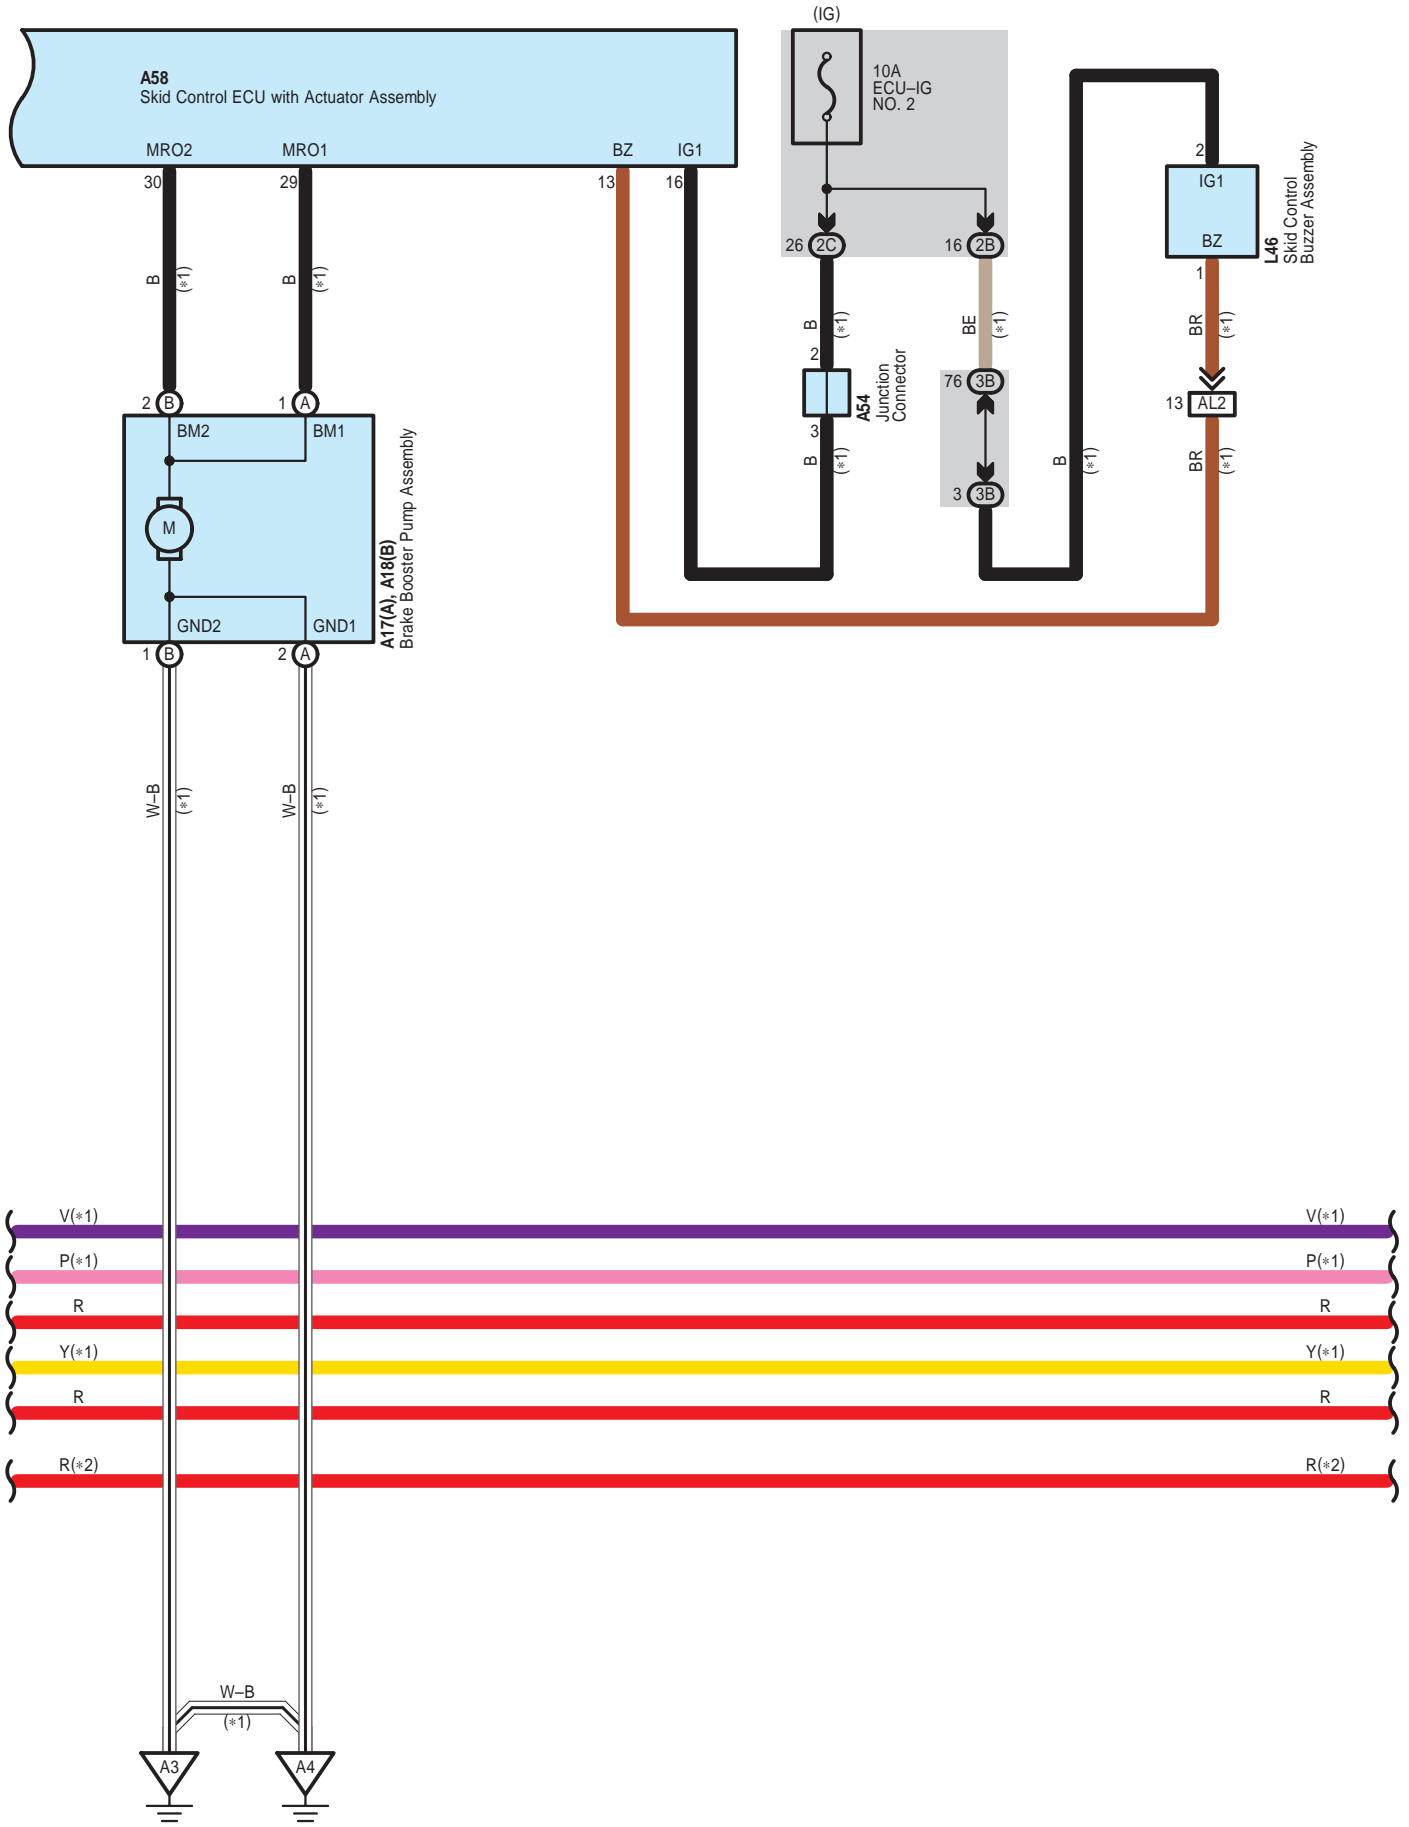 (IG)
A58
Skid Control ECU with Actuator Assembly
10A
ECU–IG
NO. 2
MRO2
MRO1
BZ
IG1
30
29
13
16
2
IG1
BZ
1
L46
Skid Control
Buzzer Assembly
26
2C
16
2B
B
(*1)
B
(*1)
B
(*1)
BE
(*1)
BR
(*1)
2
A54
Junction
Connector
3
76
3B
13
AL2
2
B
1
A
BM2
BM1
B
(*1)
3
3B
B
(*1)
BR
(*1)
M
A17(A), A18(B)
Brake Booster Pump Assembly
GND2
GND1
1
B
2
A
W–B
(*1)
W–B
(*1)
V(*1)
V(*1)
P(*1)
P(*1)
R
R
Y(*1)
Y(*1)
R
R
R(*2)
R(*2)
W–B
(*1)
A3
A4